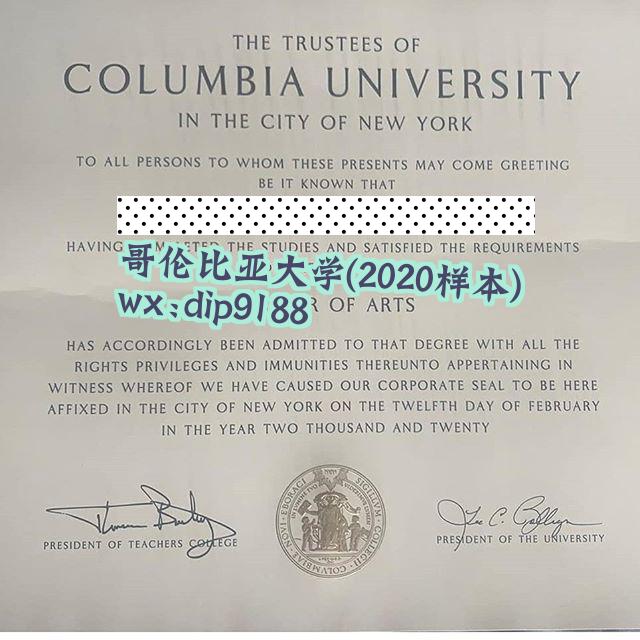 THE TRUSTEES OF
COLUMBIA UNIVERSITY
IN THE CITY OF NEW YORK
TO ALL PERSONS TO WHOM THESE PRESENTS MAY COME GREETING
BE IT KNOWN THAT
HAVING COMPLETED THE STUDIES AND SATISFIED THE REQUIREMENTS
哥伦比亚大学(2020样本)
wx:dip9188
R OF ARTS
HAS ACCORDINGLY BEEN ADMITTED TO THAT DEGREE WITH ALL THE
RIGHTS PRIVILEGES AND IMMUNITIES THEREUNTO APPERTAINING IN
WITNESS WHEREOF WE HAVE CAUSED OUR CORPORATE SEAL TO BE HERE
AFFIXED IN THE CITY OF NEW YORK ON THE TWELFTH DAY OF FEBRUARY
IN THE YEAR TWO THOUSAND AND TWENTY
PRESIDENT OF TEACHERS COLLEGE
PRESIDENT OF THE UNIVERSITY